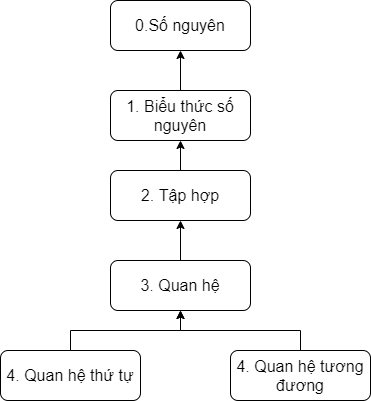 0.Số nguyên
1. Biểu thức số
nguyên
2. Tập hợp
3. Quan hệ
4. Quan hệ thứ tự
4. Quan hệ tương
đương